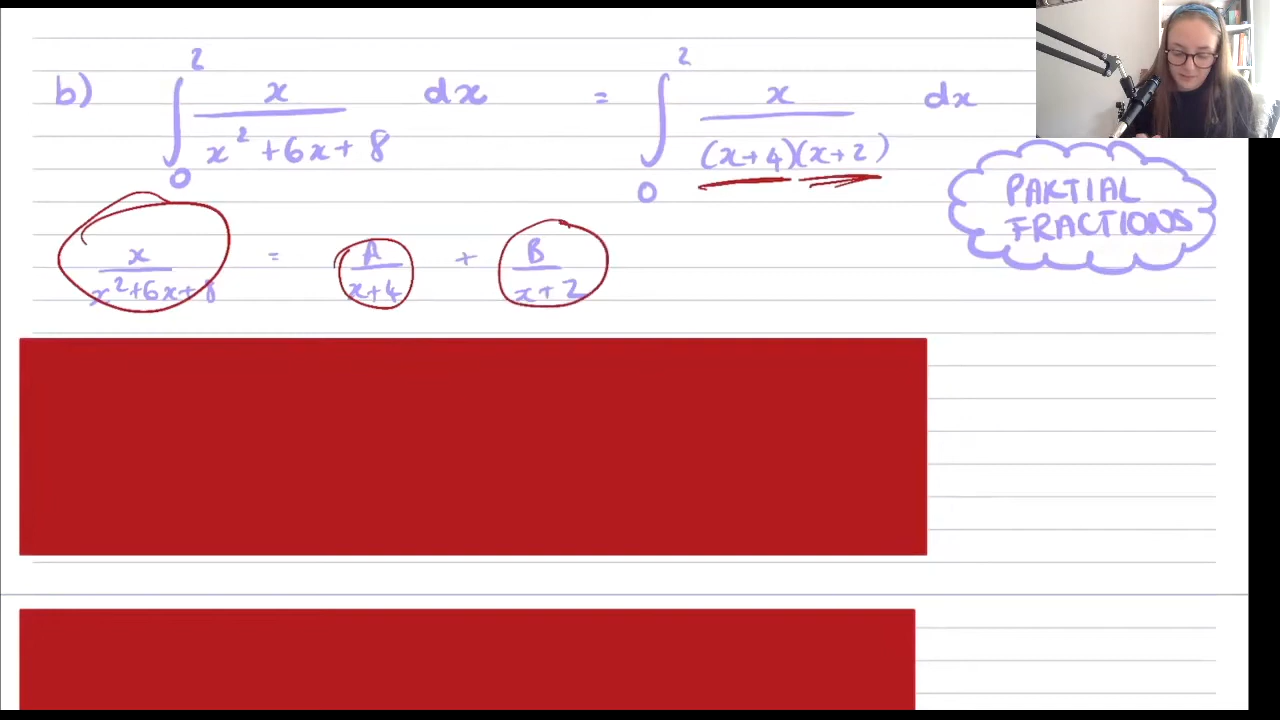 b) ∫₀² x/(x²+6x+8) dx = ∫₀² x/((x+4)(x+2)) dx
PARTIAL
FRACTIONS
x/(x²+6x+8) = A/(x+4) + B/(x+2)